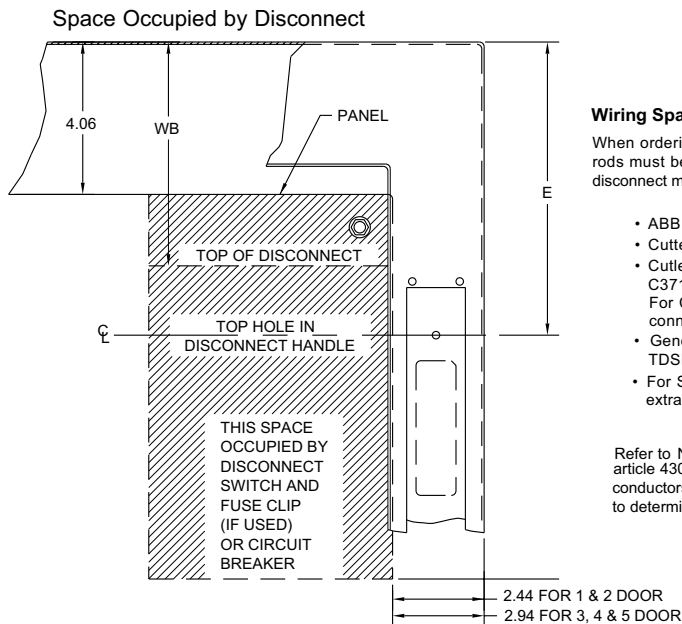 Space Occupied by Disconnect
4.06
WB
PANEL
E
TOP OF DISCONNECT
℄
TOP HOLE IN
DISCONNECT HANDLE
THIS SPACE
OCCUPIED BY
DISCONNECT
SWITCH AND
FUSE CLIP
(IF USED)
OR CIRCUIT
BREAKER
2.44 FOR 1 & 2 DOOR
2.94 FOR 3, 4 & 5 DOOR
Wiring Spa
When orderi
rods must be
disconnect m
• ABB
• Cutte
• Cutle
C371
For
conn
• Gene
TDS
• For S
extra
Refer to N
article 430
conductors
to determi